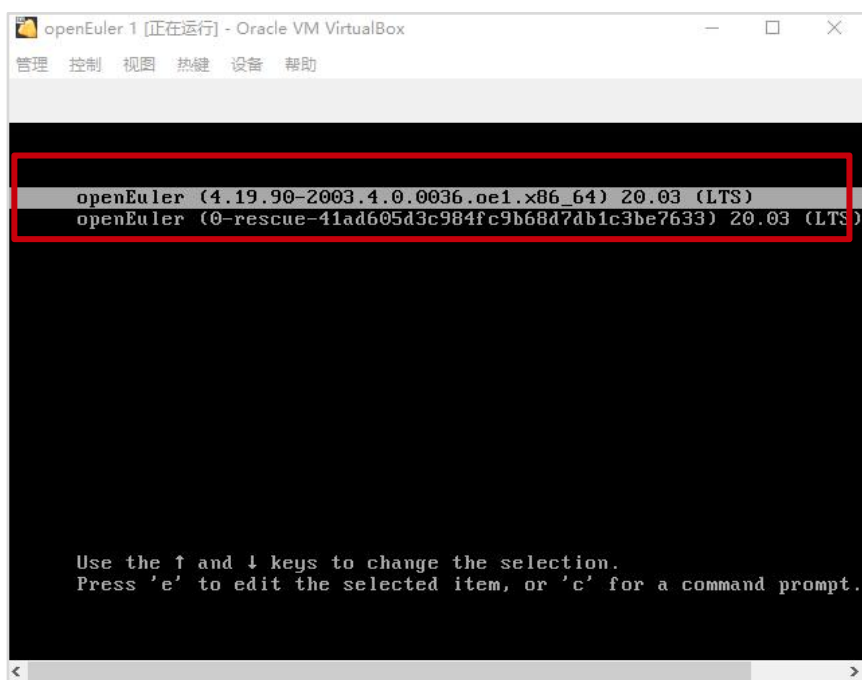 openEuler 1 [正在运行] - Oracle VM VirtualBox
管理 控制 视图 热键 设备 帮助
openEuler (4.19.90-2003.4.0.0036.oe1.x86_64) 20.03 (LTS)
openEuler (0-rescue-41ad605d3c984fc9b68d7db1c3be7633) 20.03 (LTS)
Use the ↑ and ↓ keys to change the selection.
Press 'e' to edit the selected item, or 'c' for a command prompt.